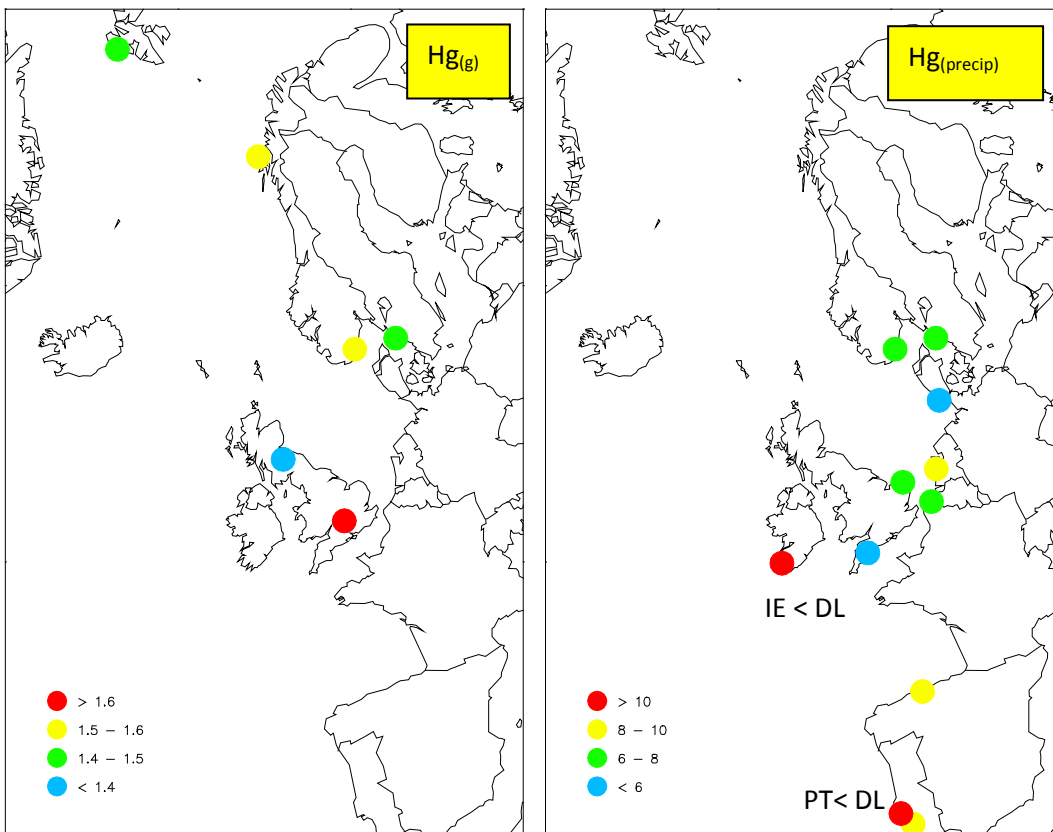 Hg(g)
> 1.6
1.5 – 1.6
1.4 – 1.5
< 1.4
Hg(precip)
IE < DL
PT< DL
> 10
8 – 10
6 – 8
< 6